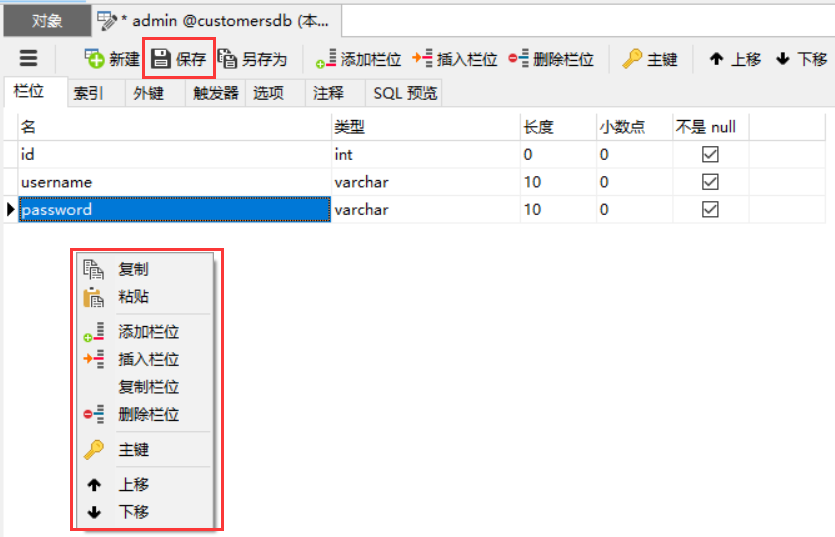 对象 * admin @customersdb (本...
新建 保存 另存为 添加栏位 插入栏位 删除栏位 主键 上移 下移
栏位 索引 外键 触发器 选项 注释 SQL 预览
名 类型 长度 小数点 不是 null
id int 0 0
username varchar 10 0
password varchar 10 0
复制
粘贴
添加栏位
插入栏位
复制栏位
删除栏位
主键
上移
下移